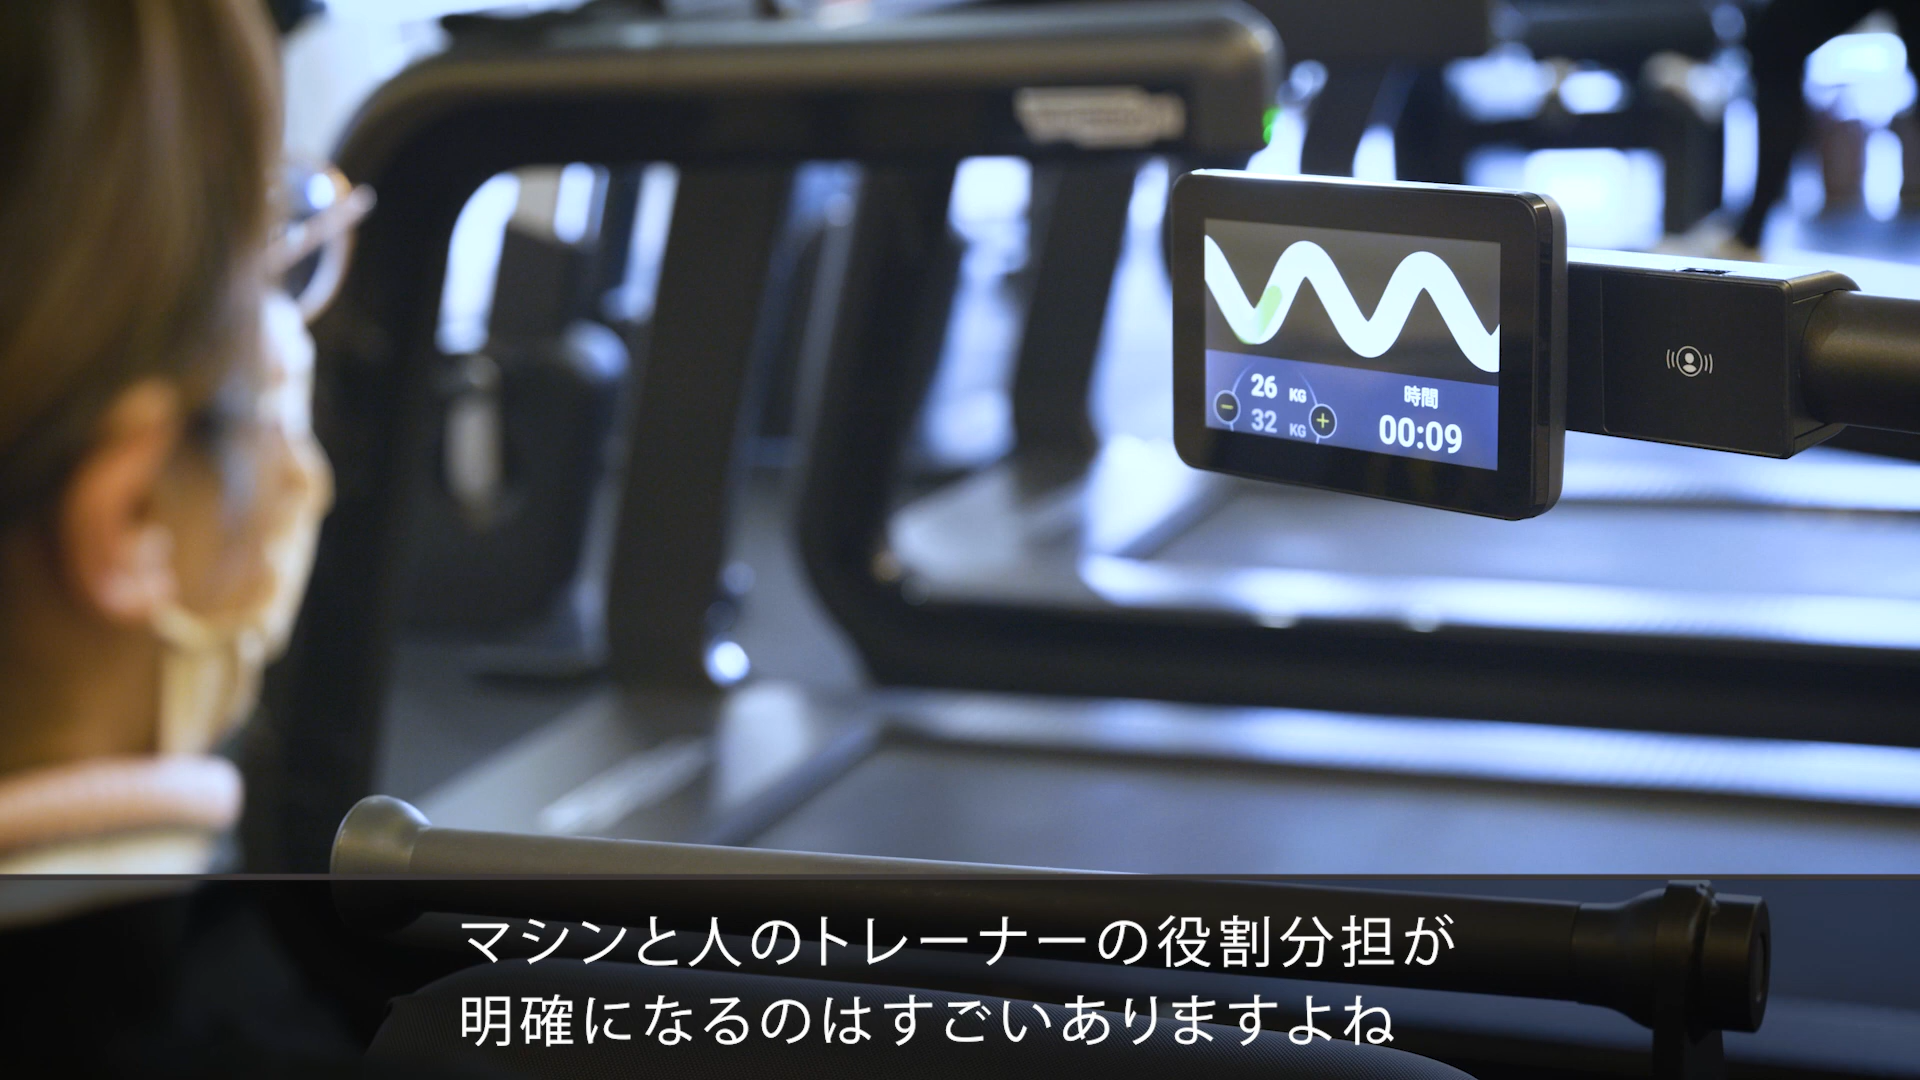 26 KG
32 KG
時間
00:09
マシンと人のトレーナーの役割分担が
明確になるのはすごいありますよね